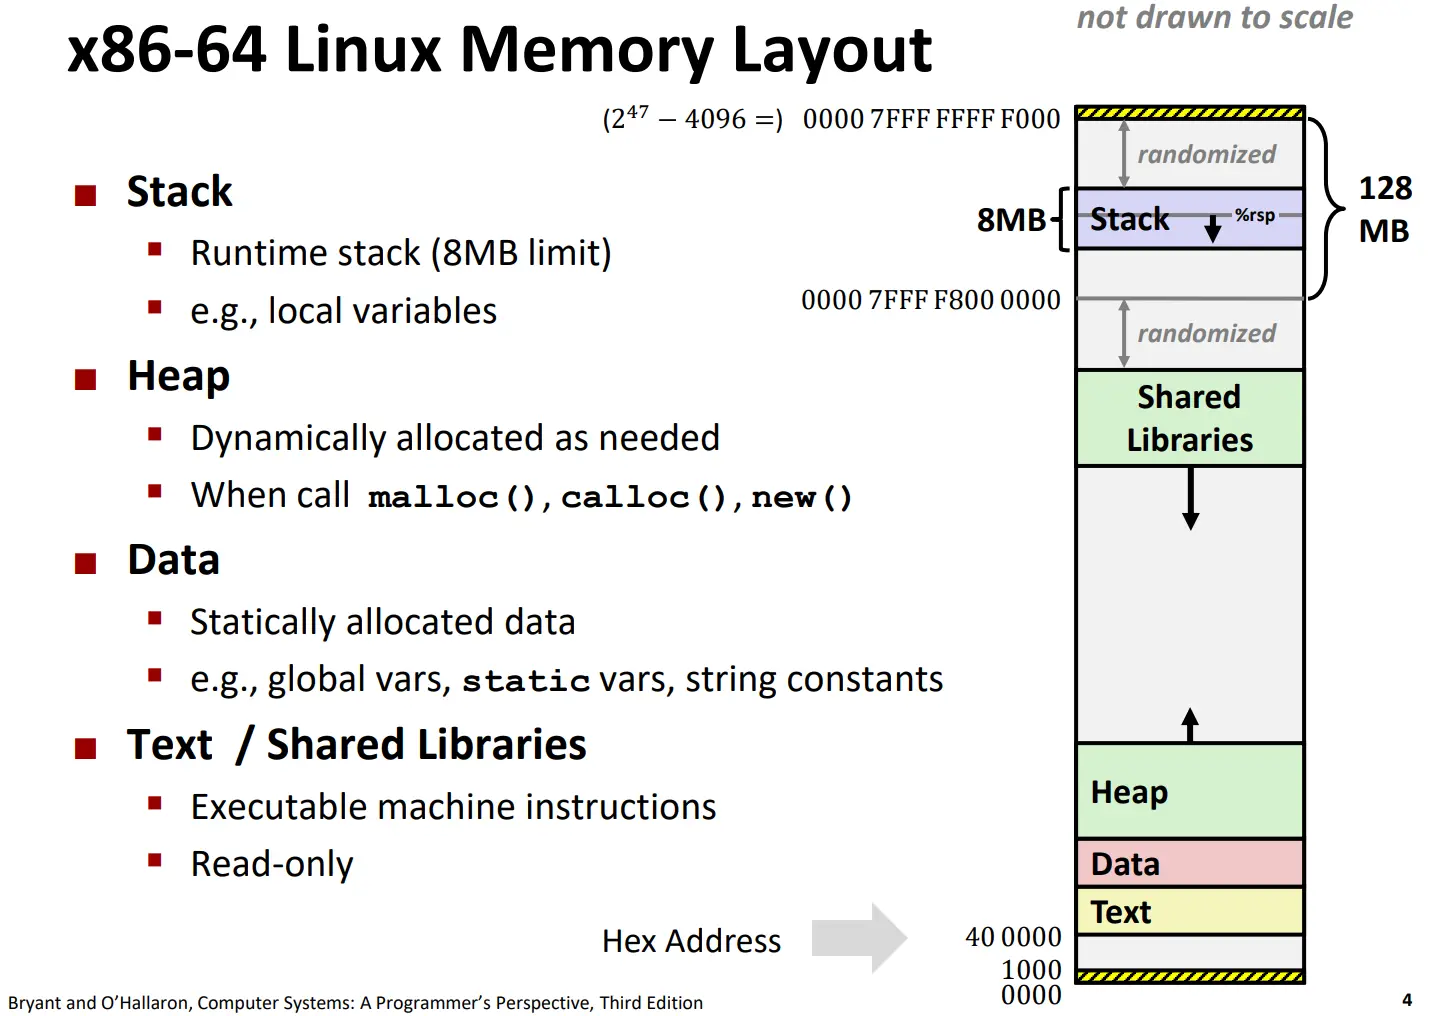 x86-64 Linux Memory Layout
not drawn to scale
■ Stack
▪ Runtime stack (8MB limit)
▪ e.g., local variables
■ Heap
▪ Dynamically allocated as needed
▪ When call malloc(), calloc(), new()
■ Data
▪ Statically allocated data
▪ e.g., global vars, static vars, string constants
■ Text / Shared Libraries
▪ Executable machine instructions
▪ Read-only
Hex Address
(2⁴⁷ − 4096 =) 0000 7FFF FFFF F000
randomized
8MB
Stack
%rsp
128
MB
0000 7FFF F800 0000
randomized
Shared
Libraries
Heap
Data
Text
40 0000
1000
0000
Bryant and O'Hallaron, Computer Systems: A Programmer's Perspective, Third Edition
4